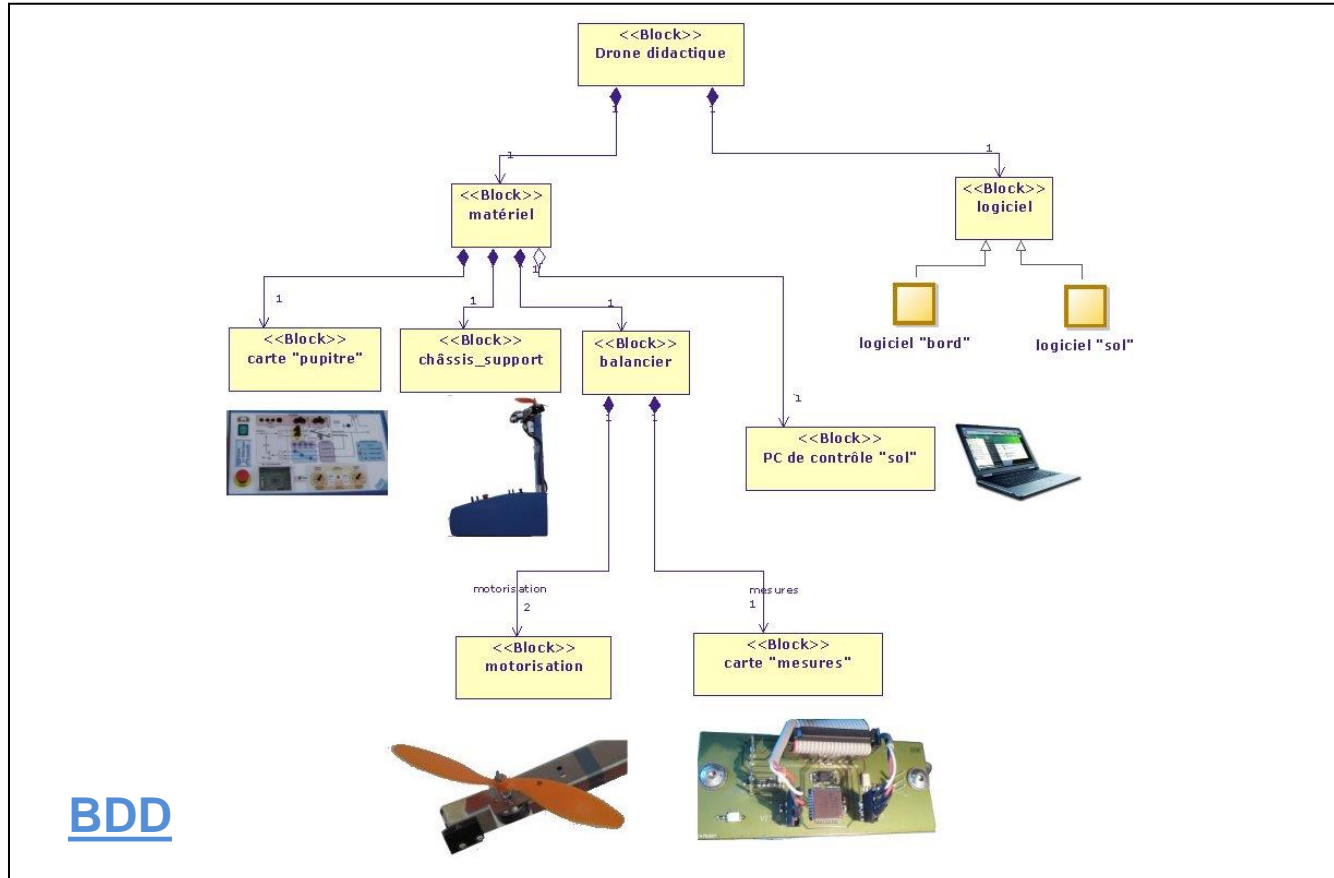 <<Block>>
Drone didactique
1
1
1
1
<<Block>>
matériel
<<Block>>
logiciel
1
1
1
1
<<Block>>
carte "pupitre"
<<Block>>
châssis_support
<<Block>>
balancier
logiciel "bord"
logiciel "sol"
1
1
1
<<Block>>
PC de contrôle "sol"
motorisation
2
mesures
1
<<Block>>
motorisation
<<Block>>
carte "mesures"
BDD